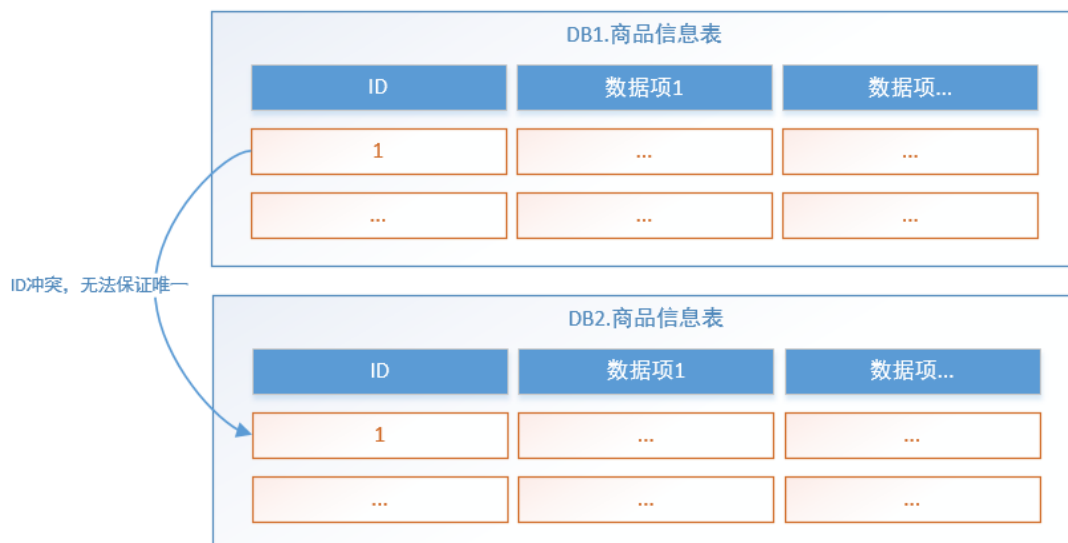 DB1.商品信息表
ID 数据项1 数据项...
1 ... ...
... ... ...
ID冲突，无法保证唯一
DB2.商品信息表
ID 数据项1 数据项...
1 ... ...
... ... ...